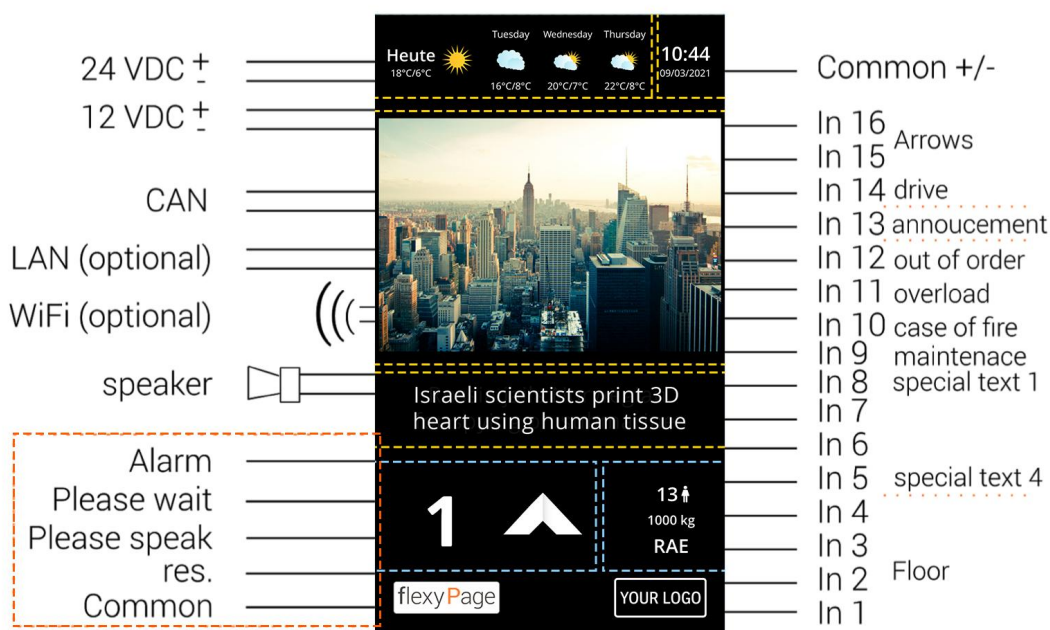 24 VDC +
-
12 VDC +
-
CAN
LAN (optional)
WiFi (optional)
speaker
Alarm
Please wait
Please speak
res.
Common
Tuesday Wednesday Thursday
Heute
18°C/6°C
16°C/8°C 20°C/7°C 22°C/8°C
10:44
09/03/2021
Israeli scientists print 3D
heart using human tissue
1
13
1000 kg
RAE
flexyPage
YOUR LOGO
Common +/-
In 16
Arrows
In 15
In 14 drive
In 13 annoucement
In 12 out of order
In 11 overload
In 10 case of fire
In 9 maintenace
In 8 special text 1
In 7
In 6
In 5 special text 4
In 4
In 3
In 2 Floor
In 1